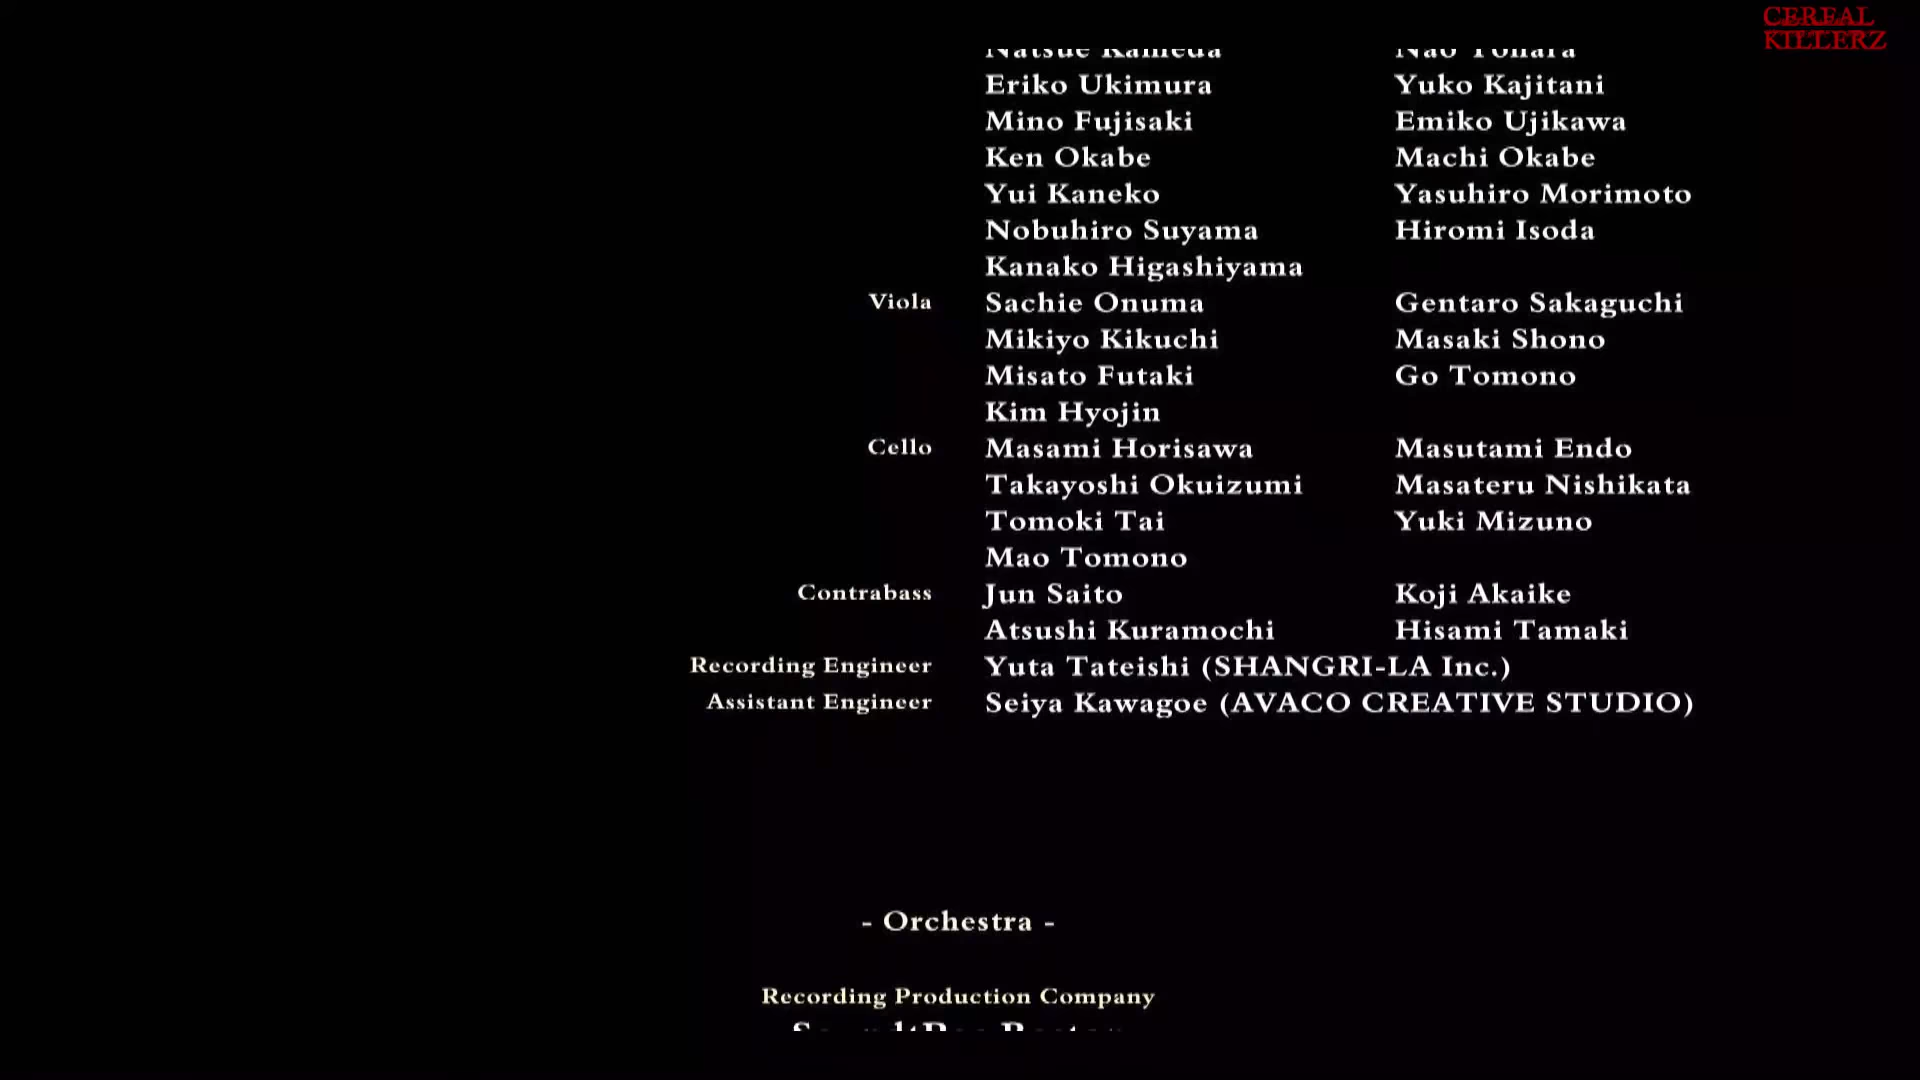 CEREAL
KILLERZ
Natsue Kameda Nao Tohara
Eriko Ukimura Yuko Kajitani
Mino Fujisaki Emiko Ujikawa
Ken Okabe Machi Okabe
Yui Kaneko Yasuhiro Morimoto
Nobuhiro Suyama Hiromi Isoda
Kanako Higashiyama
Viola Sachie Onuma Gentaro Sakaguchi
Mikiyo Kikuchi Masaki Shono
Misato Futaki Go Tomono
Kim Hyojin
Cello Masami Horisawa Masutami Endo
Takayoshi Okuizumi Masateru Nishikata
Tomoki Tai Yuki Mizuno
Mao Tomono
Contrabass Jun Saito Koji Akaike
Atsushi Kuramochi Hisami Tamaki
Recording Engineer Yuta Tateishi (SHANGRI-LA Inc.)
Assistant Engineer Seiya Kawagoe (AVACO CREATIVE STUDIO)
- Orchestra -
Recording Production Company